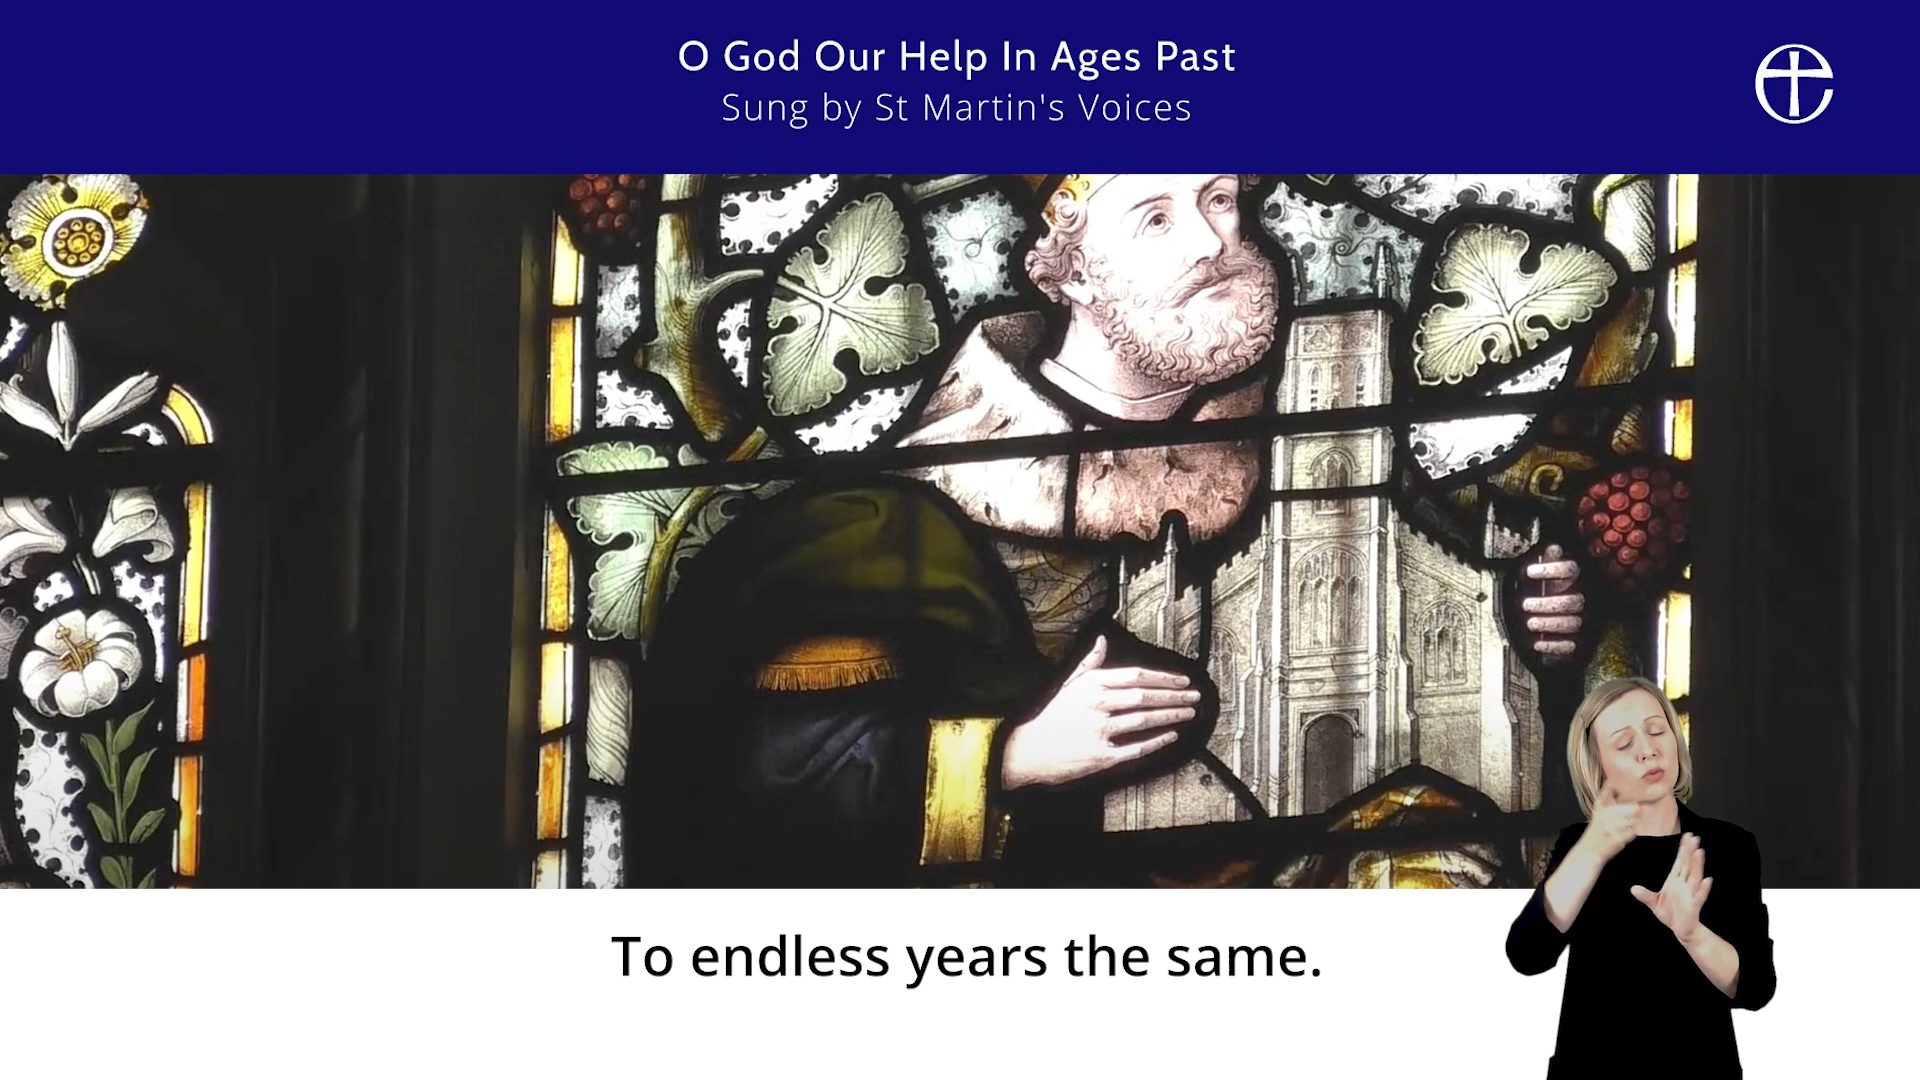 O God Our Help In Ages Past
Sung by St Martin's Voices
To endless years the same.